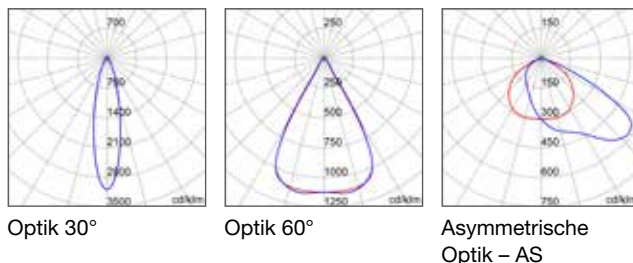 700
700
1400
2100
2800
3500
cd/klm
Optik 30°
250
250
500
750
1000
1250
cd/klm
Optik 60°
150
150
300
450
600
750
cd/klm
Asymmetrische
Optik – AS